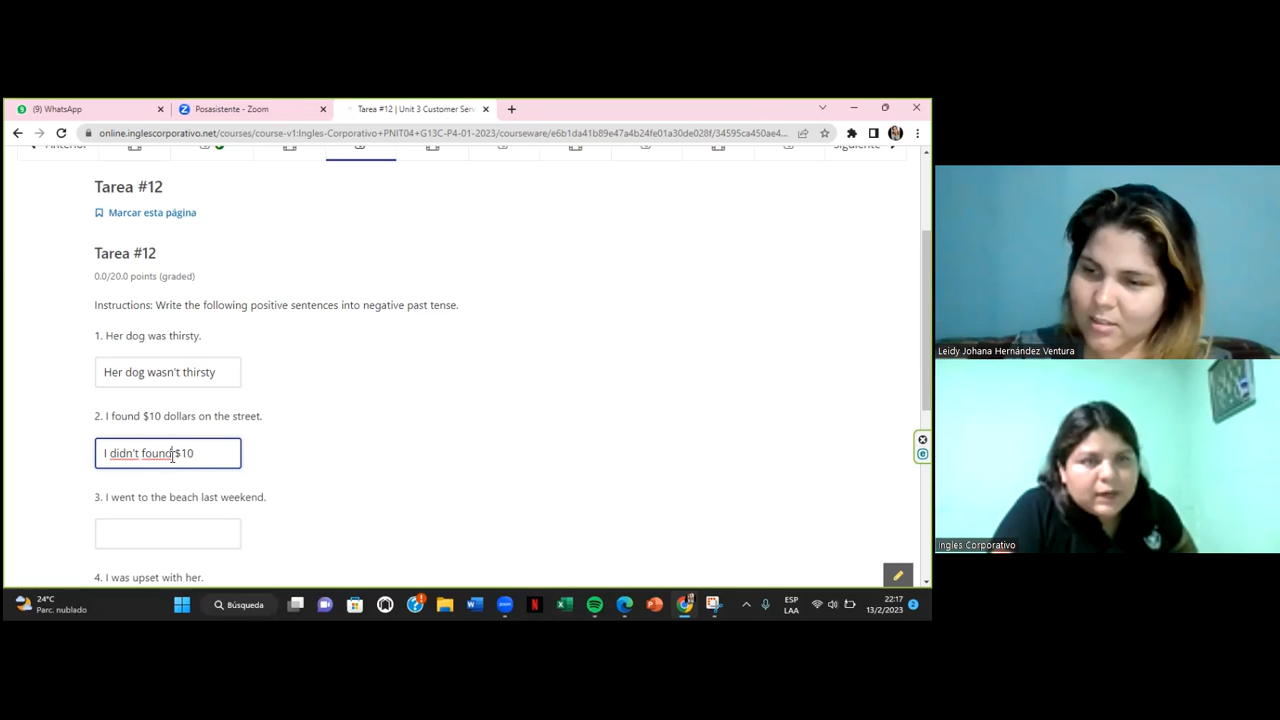 (9) WhatsApp
Posasistente - Zoom
Tarea #12 | Unit 3 Customer Serv
online.inglescorporativo.net/courses/course-v1:Ingles-Corporativo+PNIT04+G13C-P4-01-2023/courseware/e6b1da41b89e47a4b24fe01a30de028f/34595ca450ae4...
Anterior
Siguiente
Tarea #12
Marcar esta página
Tarea #12
0.0/20.0 points (graded)
Instructions: Write the following positive sentences into negative past tense.
1. Her dog was thirsty.
Her dog wasn't thirsty
2. I found $10 dollars on the street.
I didn't found $10
3. I went to the beach last weekend.
4. I was upset with her.
Leidy Johana Hernández Ventura
Ingles Corporativo
24°C
Parc. nublado
Búsqueda
ESP
LAA
22:17
13/2/2023
2